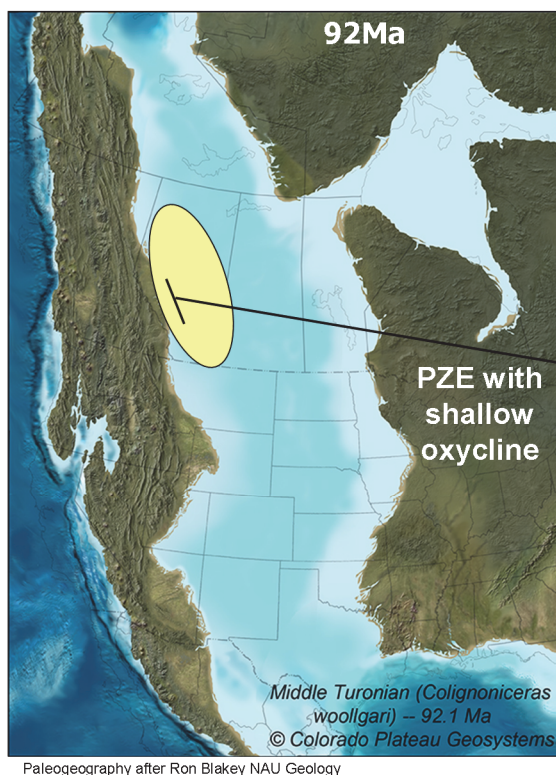 92Ma
PZE with
shallow
oxycline
Middle Turonian (Colignoniceras
woollgari) -- 92.1 Ma
© Colorado Plateau Geosystems
Paleogeography after Ron Blakey NAU Geology